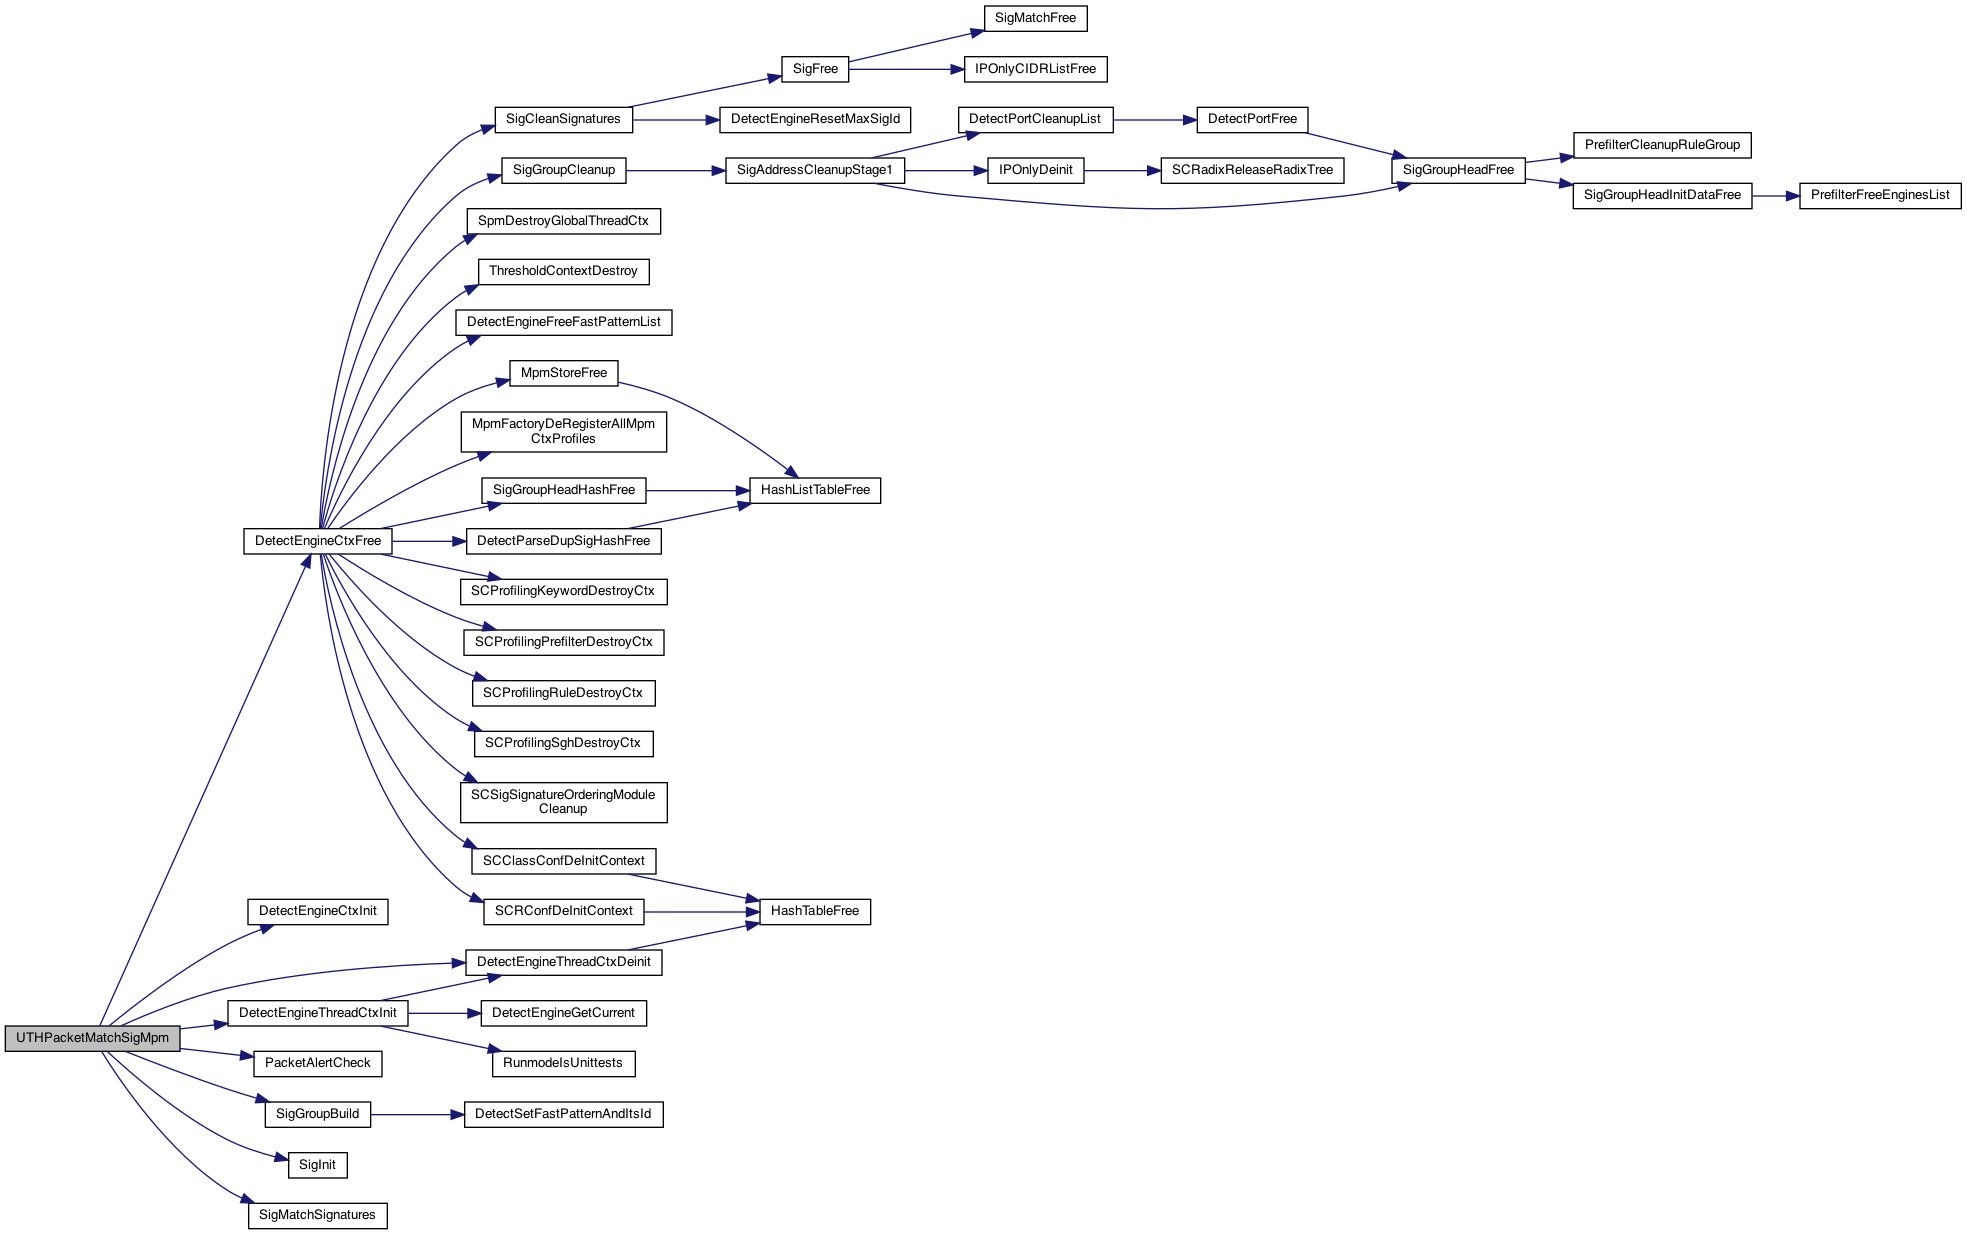 SigMatchFree
SigFree
IPOnlyCIDRListFree
SigCleanSignatures
DetectEngineResetMaxSigId
DetectPortCleanupList
DetectPortFree
PrefilterCleanupRuleGroup
SigGroupCleanup
SigAddressCleanupStage1
IPOnlyDeinit
SCRadixReleaseRadixTree
SigGroupHeadFree
SigGroupHeadInitDataFree
PrefilterFreeEnginesList
SpmDestroyGlobalThreadCtx
ThresholdContextDestroy
DetectEngineFreeFastPatternList
MpmStoreFree
MpmFactoryDeRegisterAllMpm
CtxProfiles
SigGroupHeadHashFree
HashListTableFree
DetectEngineCtxFree
DetectParseDupSigHashFree
SCProfilingKeywordDestroyCtx
SCProfilingPrefilterDestroyCtx
SCProfilingRuleDestroyCtx
SCProfilingSghDestroyCtx
SCSigSignatureOrderingModule
Cleanup
SCClassConfDeInitContext
DetectEngineCtxInit
SCRConfDeInitContext
HashTableFree
DetectEngineThreadCtxDeinit
DetectEngineThreadCtxInit
DetectEngineGetCurrent
UTHPacketMatchSigMpm
PacketAlertCheck
RunmodeIsUnittests
SigGroupBuild
DetectSetFastPatternAndItsId
SigInit
SigMatchSignatures